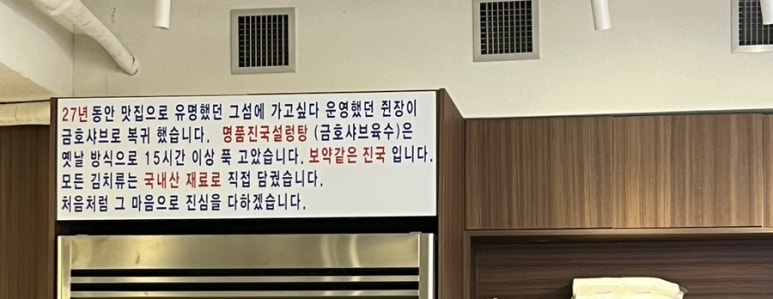 27년 동안 맛집으로 유명했던 그섬에 가고싶다 운영했던 쥔장이
금호샤브로 복귀 했습니다. 명품진국설렁탕 (금호샤브육수)은
옛날 방식으로 15시간 이상 푹 고았습니다. 보약같은 진국 입니다.
모든 김치류는 국내산 재료로 직접 담궜습니다.
처음처럼 그 마음으로 진심을 다하겠습니다.